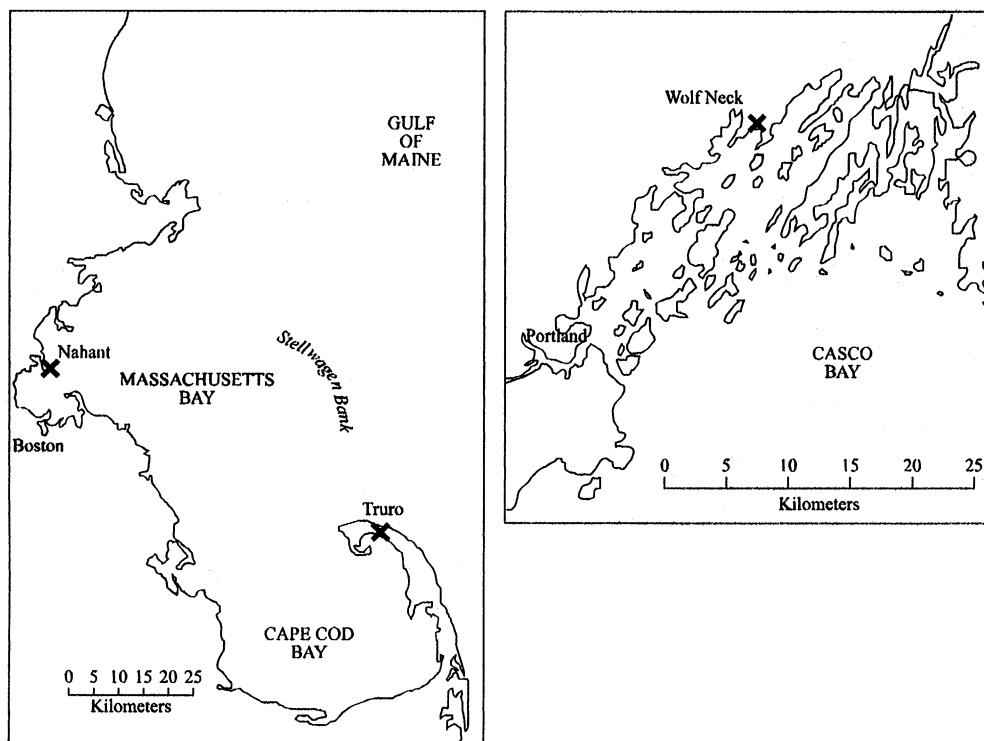 GULF
OF
MAINE
Nahant
MASSACHUSETTS
BAY
Stellwagen Bank
Boston
Truro
CAPE COD
BAY
0 5 10 15 20 25
Kilometers
Wolf Neck
Portland
CASCO
BAY
0 5 10 15 20 25
Kilometers